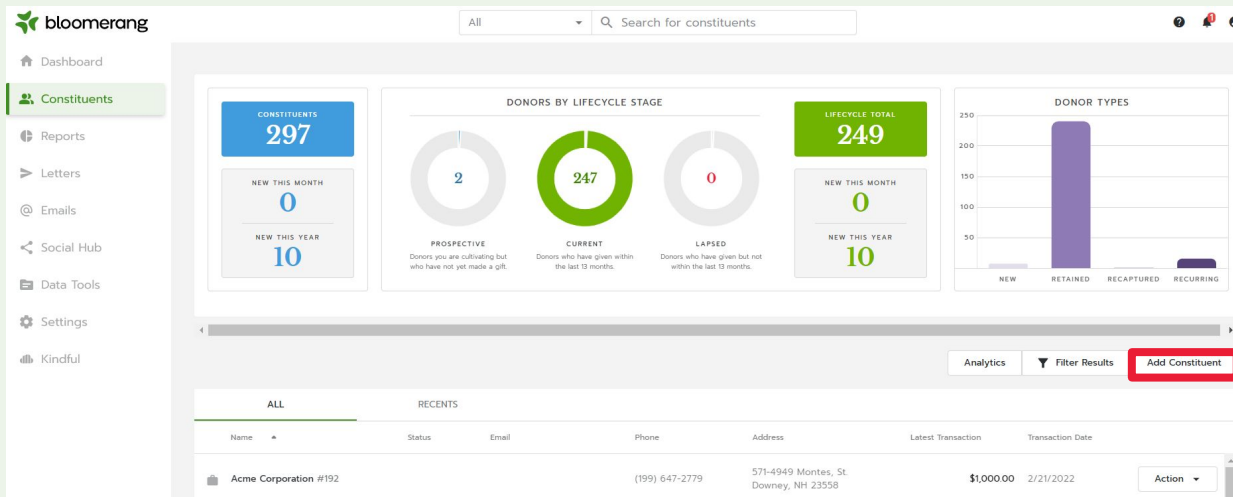 bloomerang
All
Search for constituents
1
Dashboard
Constituents
Reports
Letters
Emails
Social Hub
Data Tools
Settings
Kindful
CONSTITUENTS
297
NEW THIS MONTH
0
NEW THIS YEAR
10
DONORS BY LIFECYCLE STAGE
2
247
0
PROSPECTIVE
Donors you are cultivating but
who have not yet made a gift.
CURRENT
Donors who have given within
the last 13 months.
LAPSED
Donors who have given but not
within the last 13 months.
LIFECYCLE TOTAL
249
NEW THIS MONTH
0
NEW THIS YEAR
10
DONOR TYPES
250
200
150
100
50
NEW RETAINED RECAPTURED RECURRING
Analytics Filter Results Add Constituent
ALL RECENTS
Name Status Email Phone Address Latest Transaction Transaction Date
Acme Corporation #192 (199) 647-2779 571-4949 Montes, St. $1,000.00 2/21/2022 Action
Downey, NH 23558